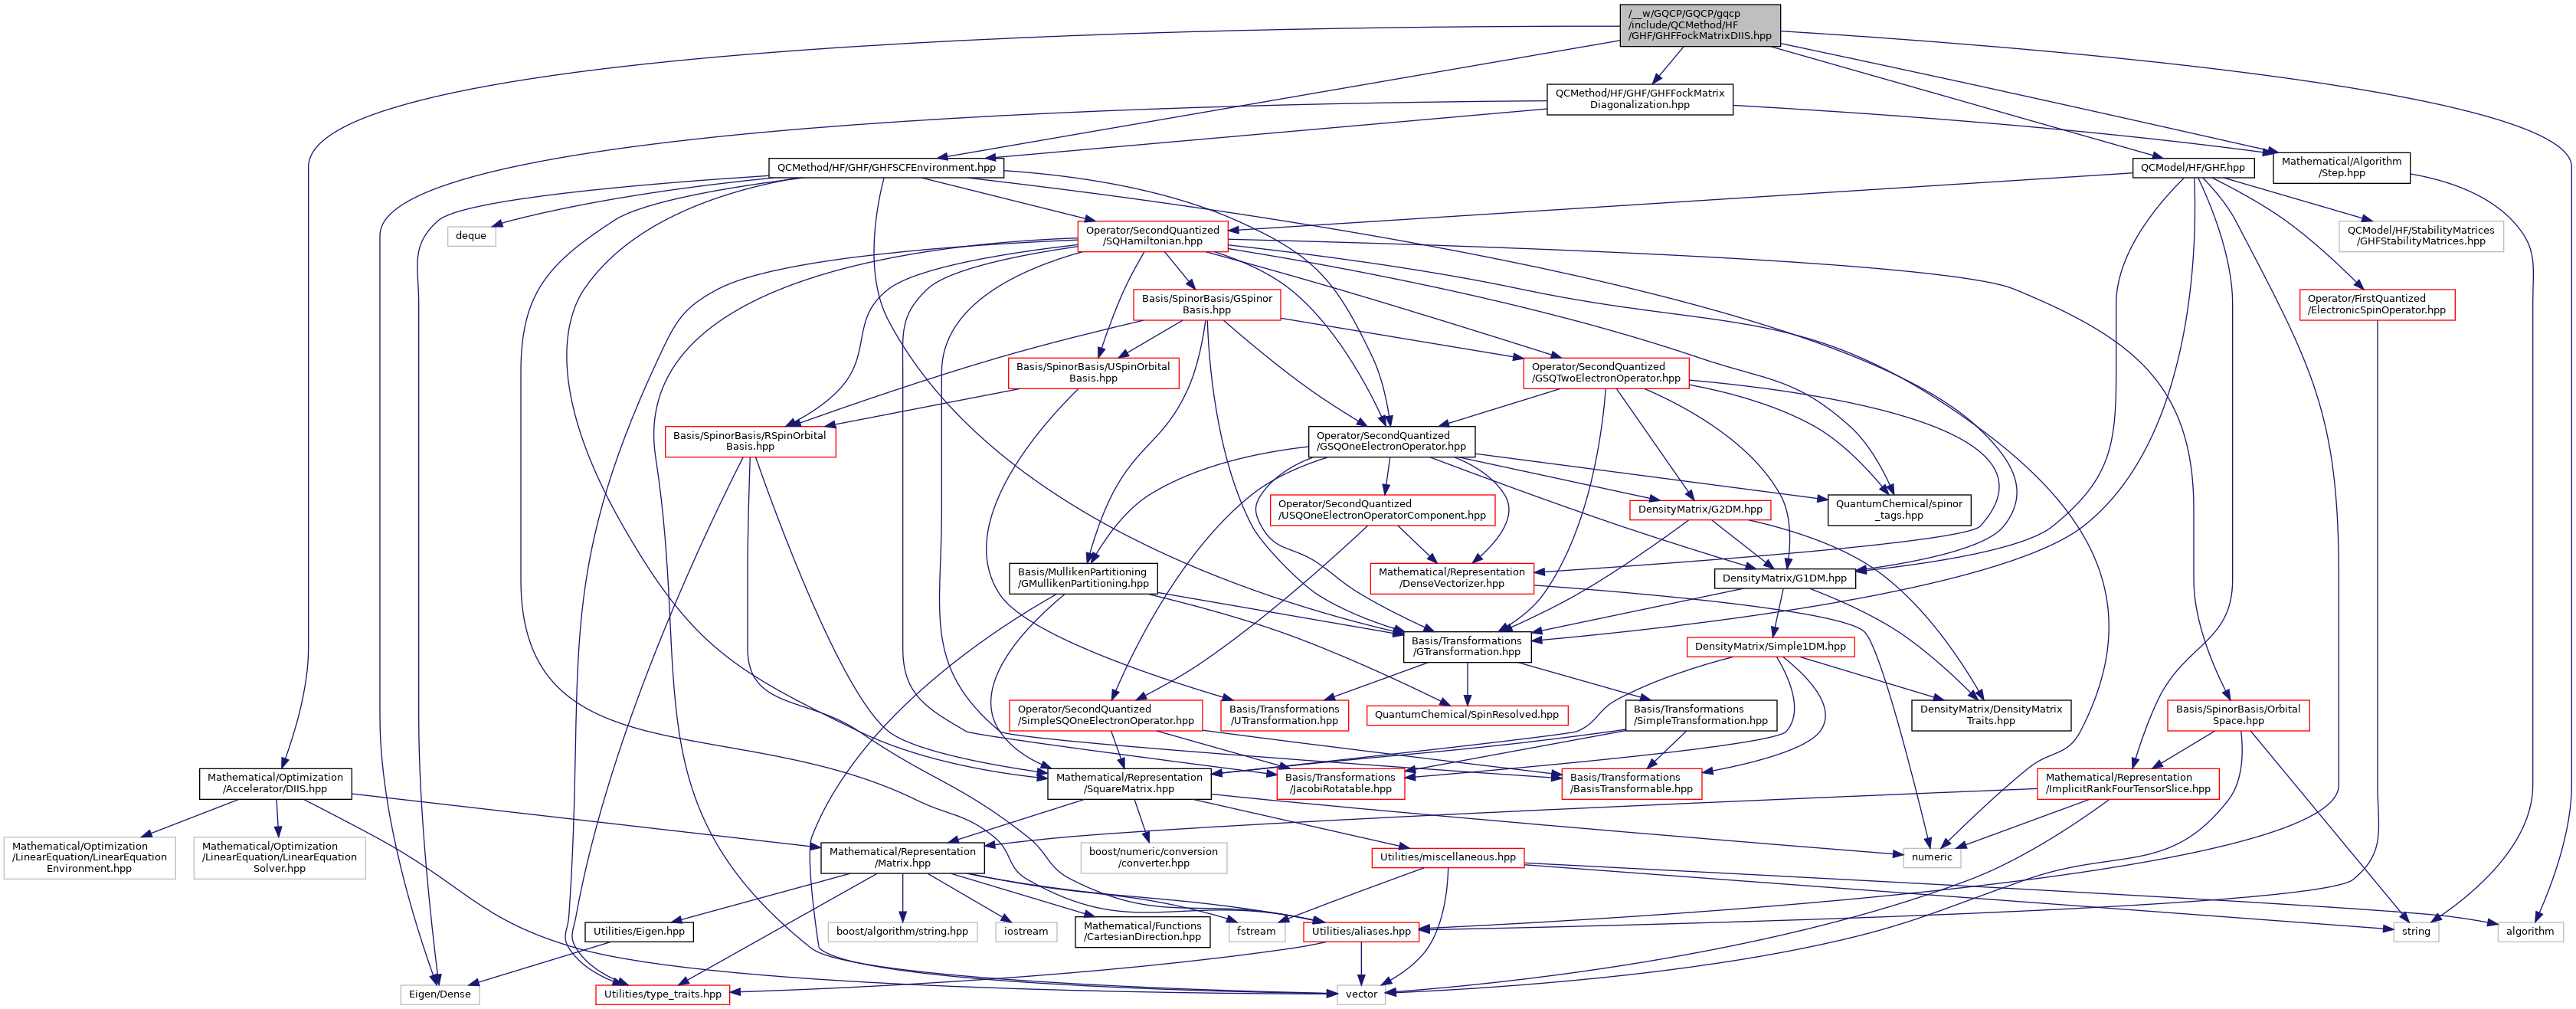 /__w/GQCP/GQCP/gqcp
/include/QCMethod/HF
/GHF/GHFFockMatrixDIIS.hpp
QCMethod/HF/GHF/GHFFockMatrix
Diagonalization.hpp
QCMethod/HF/GHF/GHFSCFEnvironment.hpp
QCModel/HF/GHF.hpp
Mathematical/Algorithm
/Step.hpp
deque
Operator/SecondQuantized
/SQHamiltonian.hpp
QCModel/HF/StabilityMatrices
/GHFStabilityMatrices.hpp
Basis/SpinorBasis/GSpinor
Basis.hpp
Operator/FirstQuantized
/ElectronicSpinOperator.hpp
Basis/SpinorBasis/USpinOrbital
Basis.hpp
Operator/SecondQuantized
/GSQTwoElectronOperator.hpp
Basis/SpinorBasis/RSpinOrbital
Basis.hpp
Operator/SecondQuantized
/GSQOneElectronOperator.hpp
Operator/SecondQuantized
/USQOneElectronOperatorComponent.hpp
DensityMatrix/G2DM.hpp
QuantumChemical/spinor
_tags.hpp
Basis/MullikenPartitioning
/GMullikenPartitioning.hpp
Mathematical/Representation
/DenseVectorizer.hpp
DensityMatrix/G1DM.hpp
Basis/Transformations
/GTransformation.hpp
DensityMatrix/Simple1DM.hpp
Operator/SecondQuantized
/SimpleSQOneElectronOperator.hpp
Basis/Transformations
/UTransformation.hpp
QuantumChemical/SpinResolved.hpp
Basis/Transformations
/SimpleTransformation.hpp
DensityMatrix/DensityMatrix
Traits.hpp
Basis/SpinorBasis/Orbital
Space.hpp
Mathematical/Optimization
/Accelerator/DIIS.hpp
Mathematical/Representation
/SquareMatrix.hpp
Basis/Transformations
/JacobiRotatable.hpp
Basis/Transformations
/BasisTransformable.hpp
Mathematical/Representation
/ImplicitRankFourTensorSlice.hpp
Mathematical/Optimization
/LinearEquation/LinearEquation
Environment.hpp
Mathematical/Optimization
/LinearEquation/LinearEquation
Solver.hpp
Mathematical/Representation
/Matrix.hpp
boost/numeric/conversion
/converter.hpp
Utilities/miscellaneous.hpp
numeric
Utilities/Eigen.hpp
boost/algorithm/string.hpp
iostream
Mathematical/Functions
/CartesianDirection.hpp
fstream
Utilities/aliases.hpp
string
algorithm
Eigen/Dense
Utilities/type_traits.hpp
vector